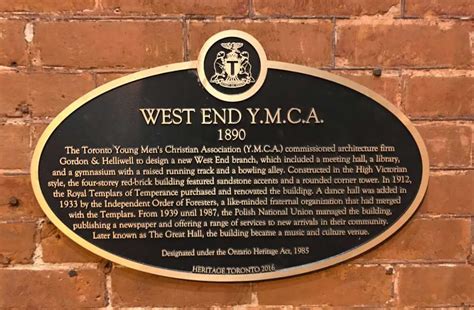 T
WEST END Y.M.C.A.
1890
The Toronto Young Men's Christian Association (Y.M.C.A.) commissioned architecture firm
Gordon & Helliwell to design a new West End branch, which included a meeting hall, a library,
and a gymnasium with a raised running track and a bowling alley. Constructed in the High Victorian
style, the four-storey red-brick building featured sandstone accents and a rounded corner tower. In 1912,
the Royal Templars of Temperance purchased and renovated the building. A dance hall was added in
1933 by the Independent Order of Foresters, a like-minded fraternal organization that had merged
with the Templars. From 1939 until 1987, the Polish National Union managed the building,
publishing a newspaper and offering a range of services to new arrivals in their community.
Later known as The Great Hall, the building became a music and culture venue.
Designated under the Ontario Heritage Act, 1985
HERITAGE TORONTO 2016